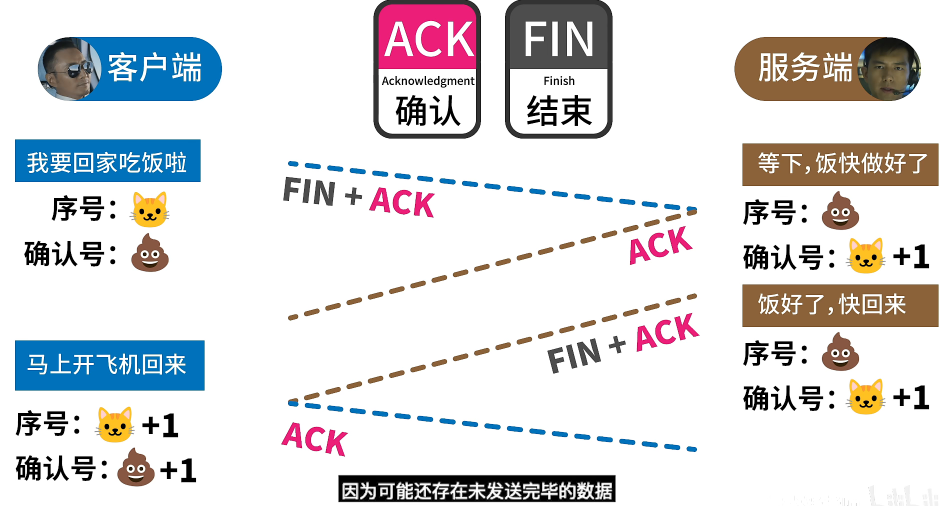 ACK
Acknowledgment
确认
FIN
Finish
结束
客户端
服务端
我要回家吃饭啦
序号：
确认号：
FIN + ACK
等下，饭快做好了
序号：
确认号： +1
ACK
饭好了，快回来
序号：
确认号： +1
FIN + ACK
马上开飞机回来
序号： +1
确认号： +1
ACK
因为可能还存在未发送完毕的数据